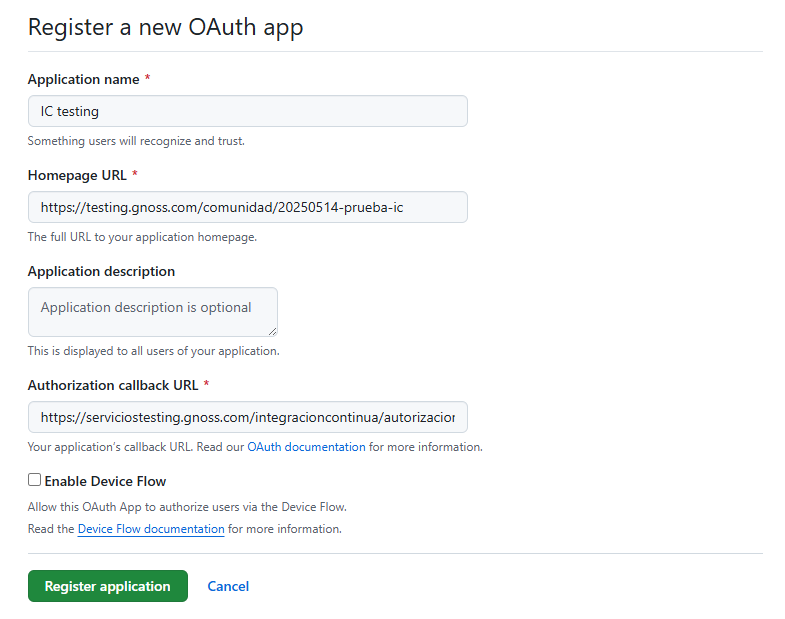 Register a new OAuth app
Application name *
IC testing
Something users will recognize and trust.
Homepage URL *
https://testing.gnoss.com/comunidad/20250514-prueba-ic
The full URL to your application homepage.
Application description
Application description is optional
This is displayed to all users of your application.
Authorization callback URL *
https://serviciostesting.gnoss.com/integracioncontinua/autorizacion
Your application’s callback URL. Read our OAuth documentation for more information.
Enable Device Flow
Allow this OAuth App to authorize users via the Device Flow.
Read the Device Flow documentation for more information.
Register application Cancel